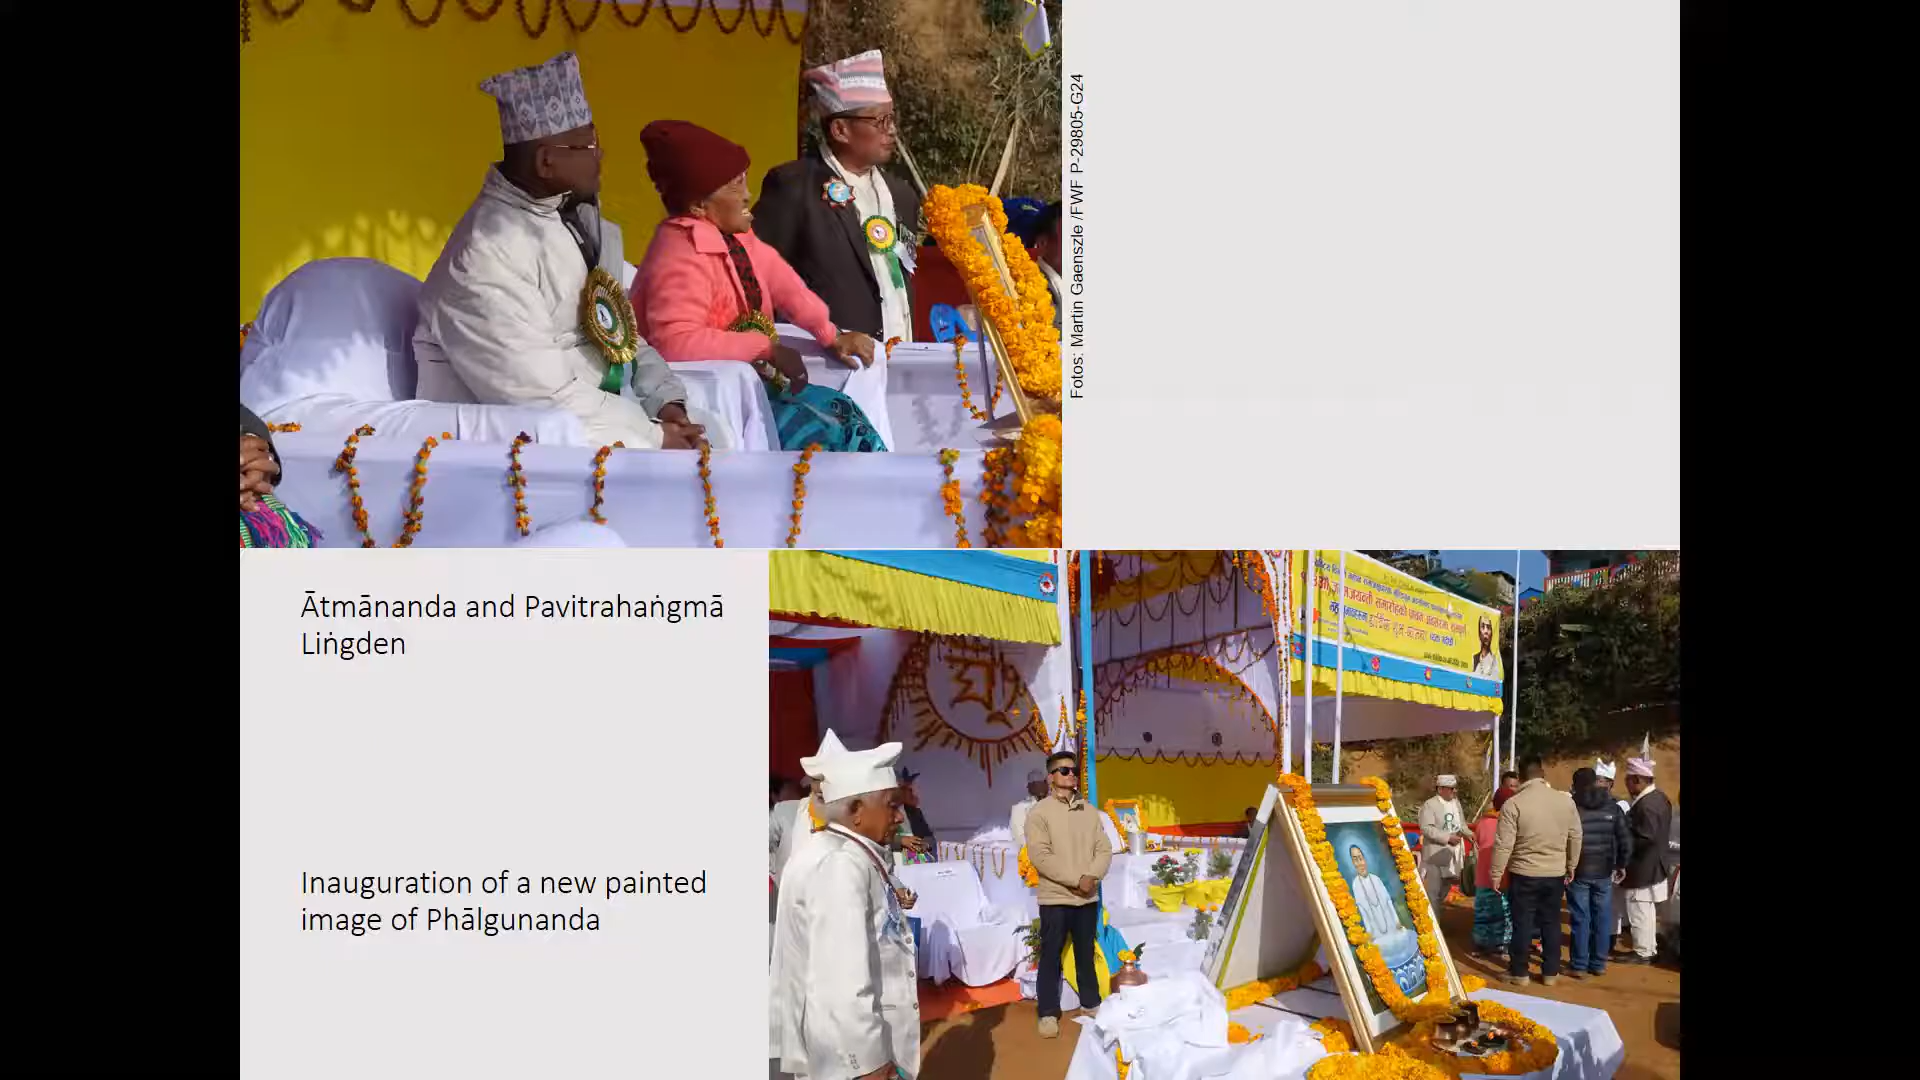 Fotos: Martin Gaenszle /FWF P-29805-G24
Ātmānanda and Pavitrahaṅgmā
Liṅgden
Inauguration of a new painted
image of Phālgunanda